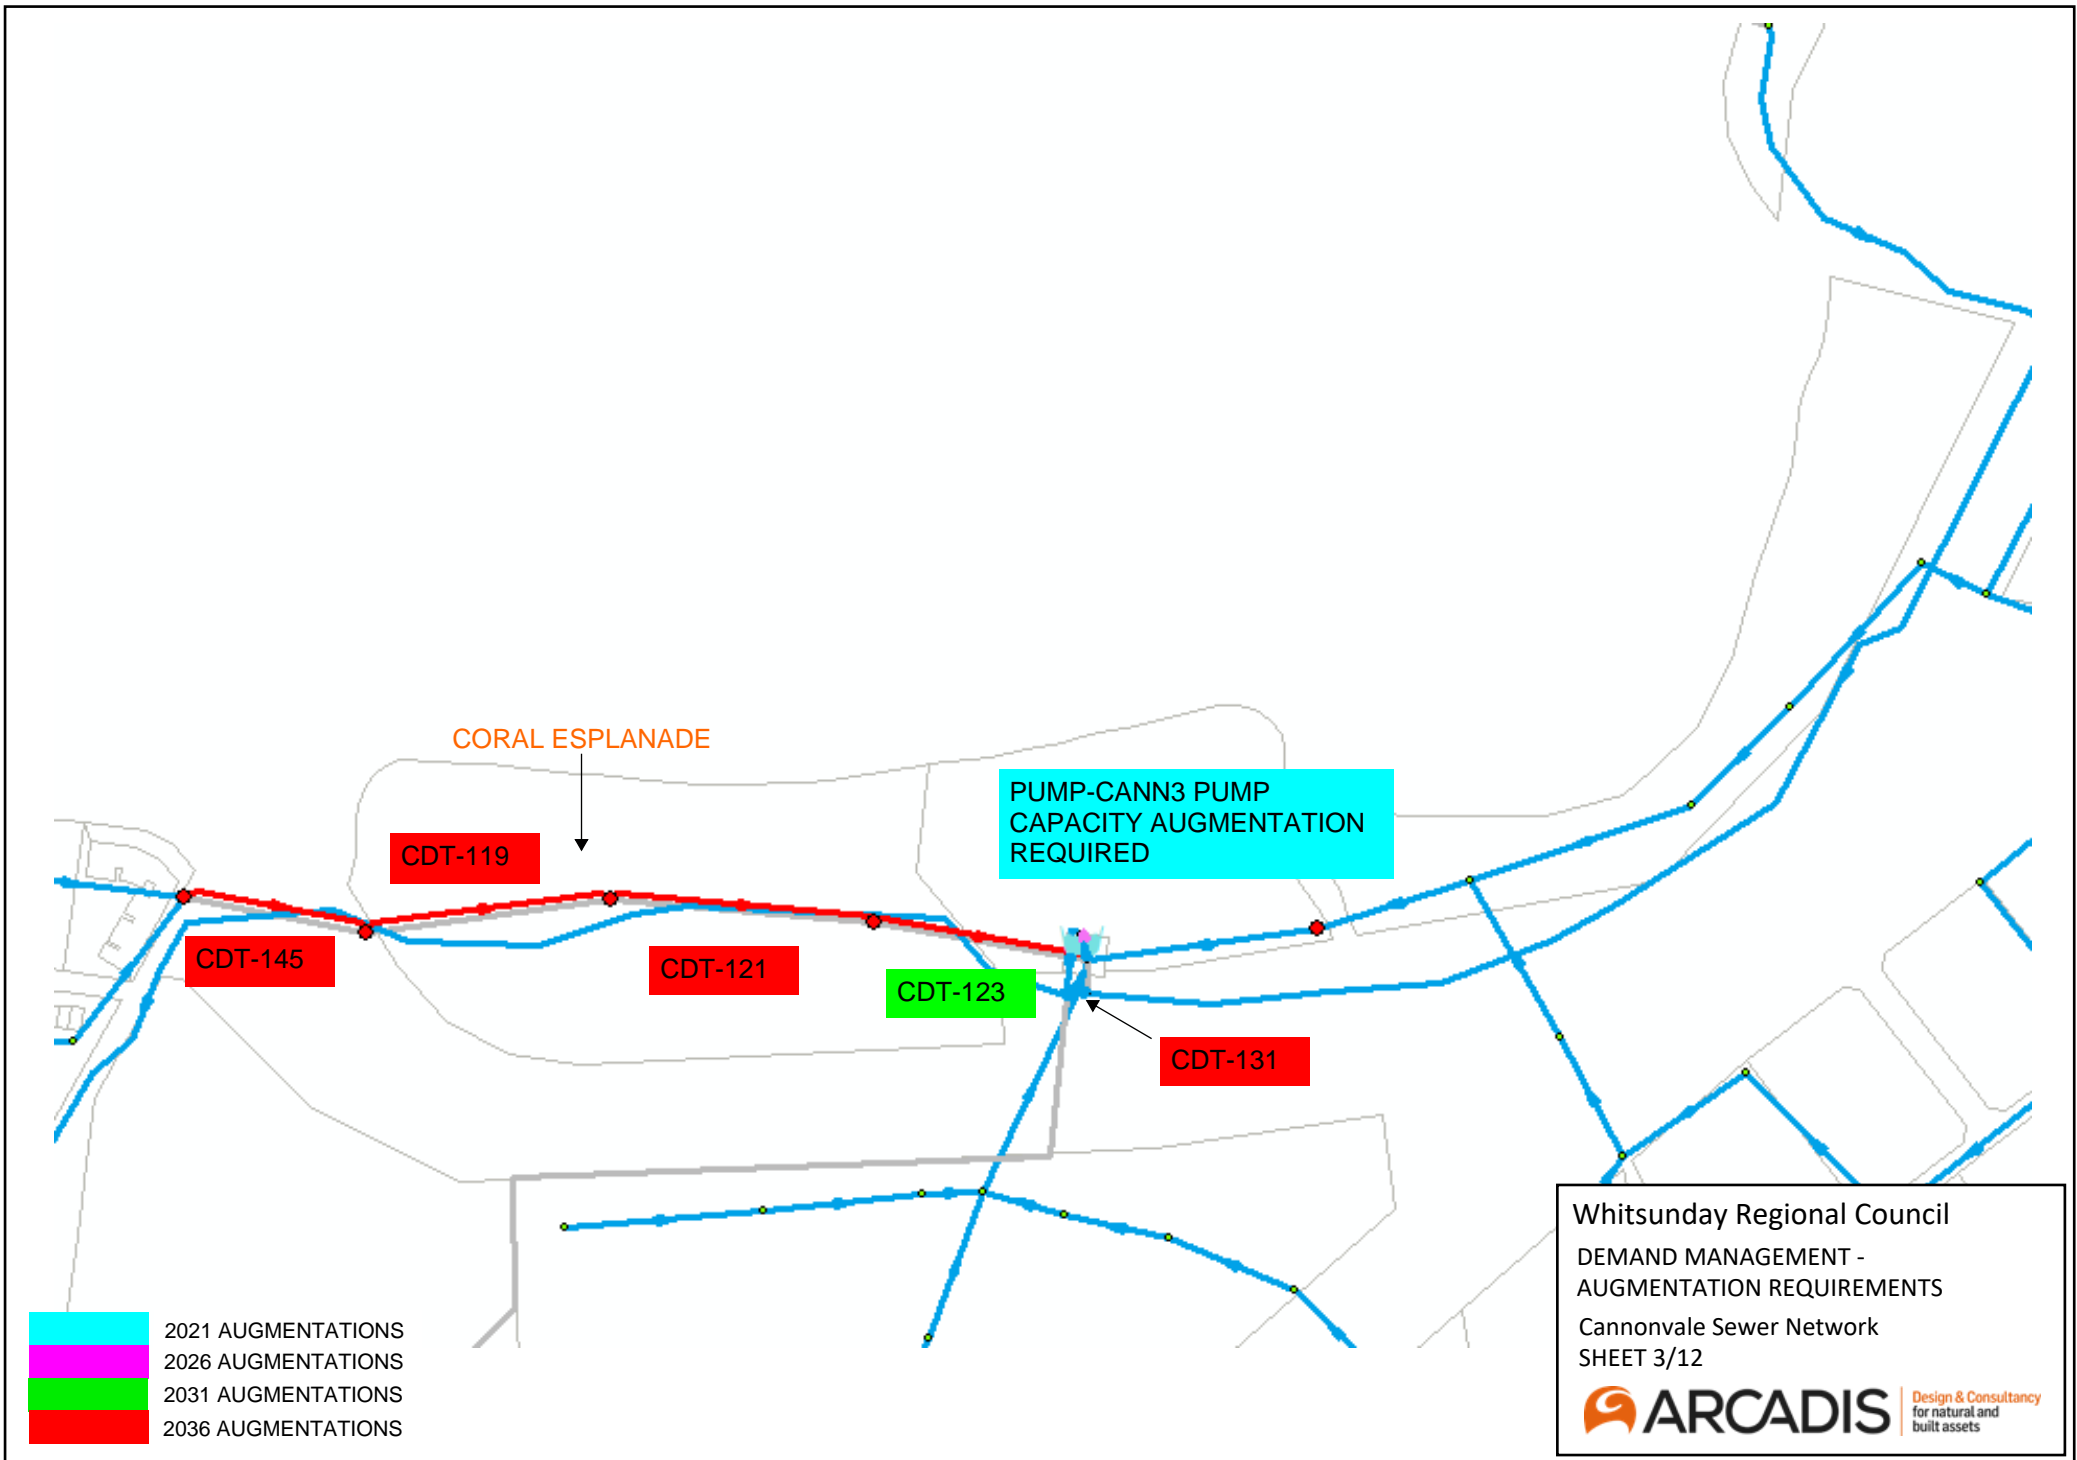 CORAL ESPLANADE
PUMP-CANN3 PUMP
CAPACITY AUGMENTATION
REQUIRED
CDT-119
CDT-145
CDT-121
CDT-123
CDT-131
2021 AUGMENTATIONS
2026 AUGMENTATIONS
2031 AUGMENTATIONS
2036 AUGMENTATIONS
Whitsunday Regional Council
DEMAND MANAGEMENT -
AUGMENTATION REQUIREMENTS
Cannonvale Sewer Network
SHEET 3/12
ARCADIS
Design & Consultancy
for natural and
built assets